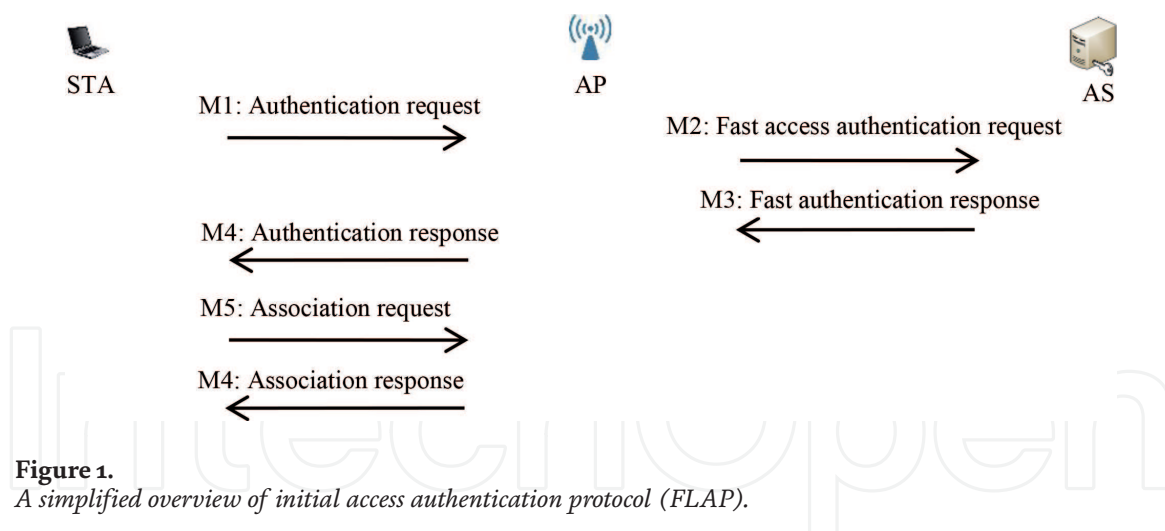 STA
AP
AS
M1: Authentication request
M2: Fast access authentication request
M3: Fast authentication response
M4: Authentication response
M5: Association request
M4: Association response
IntechOpen
Figure 1.
A simplified overview of initial access authentication protocol (FLAP).